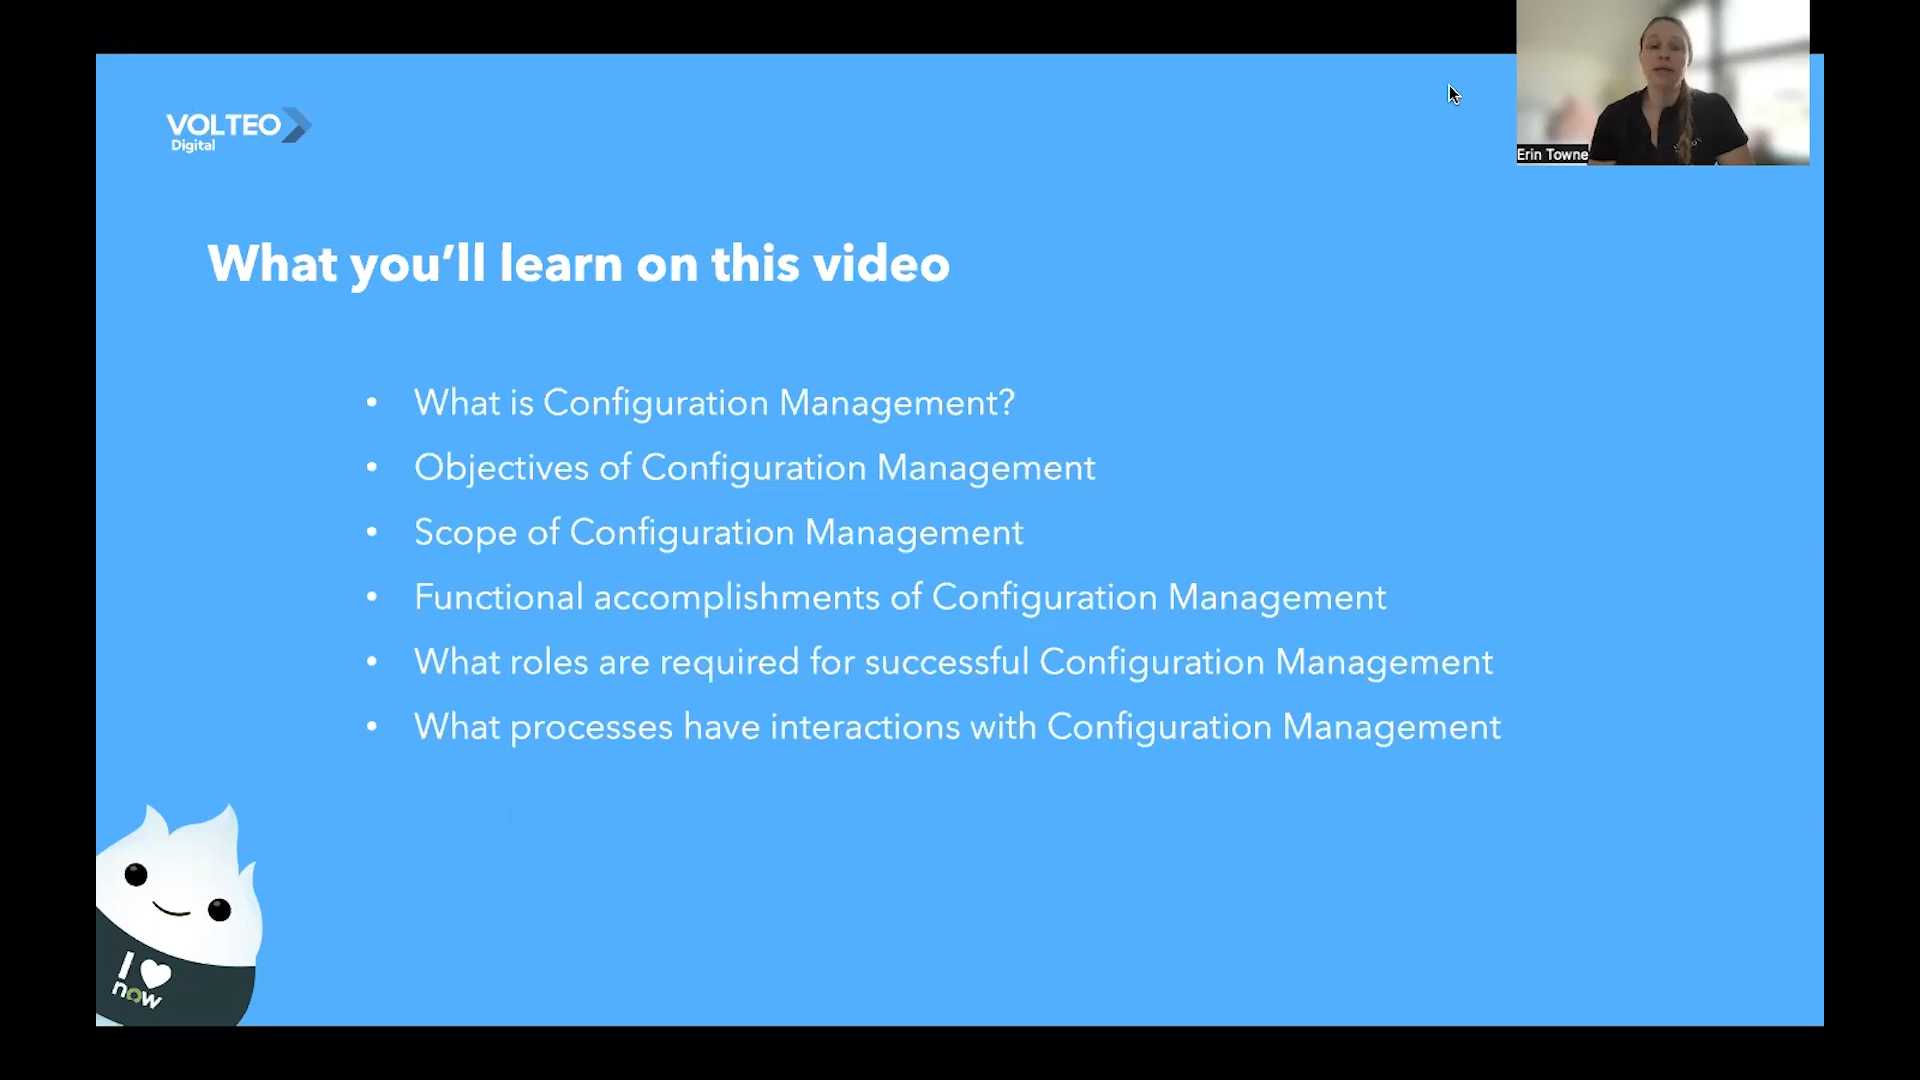 VOLTEO
Digital
Erin Towne
What you’ll learn on this video
• What is Configuration Management?
• Objectives of Configuration Management
• Scope of Configuration Management
• Functional accomplishments of Configuration Management
• What roles are required for successful Configuration Management
• What processes have interactions with Configuration Management
I
now